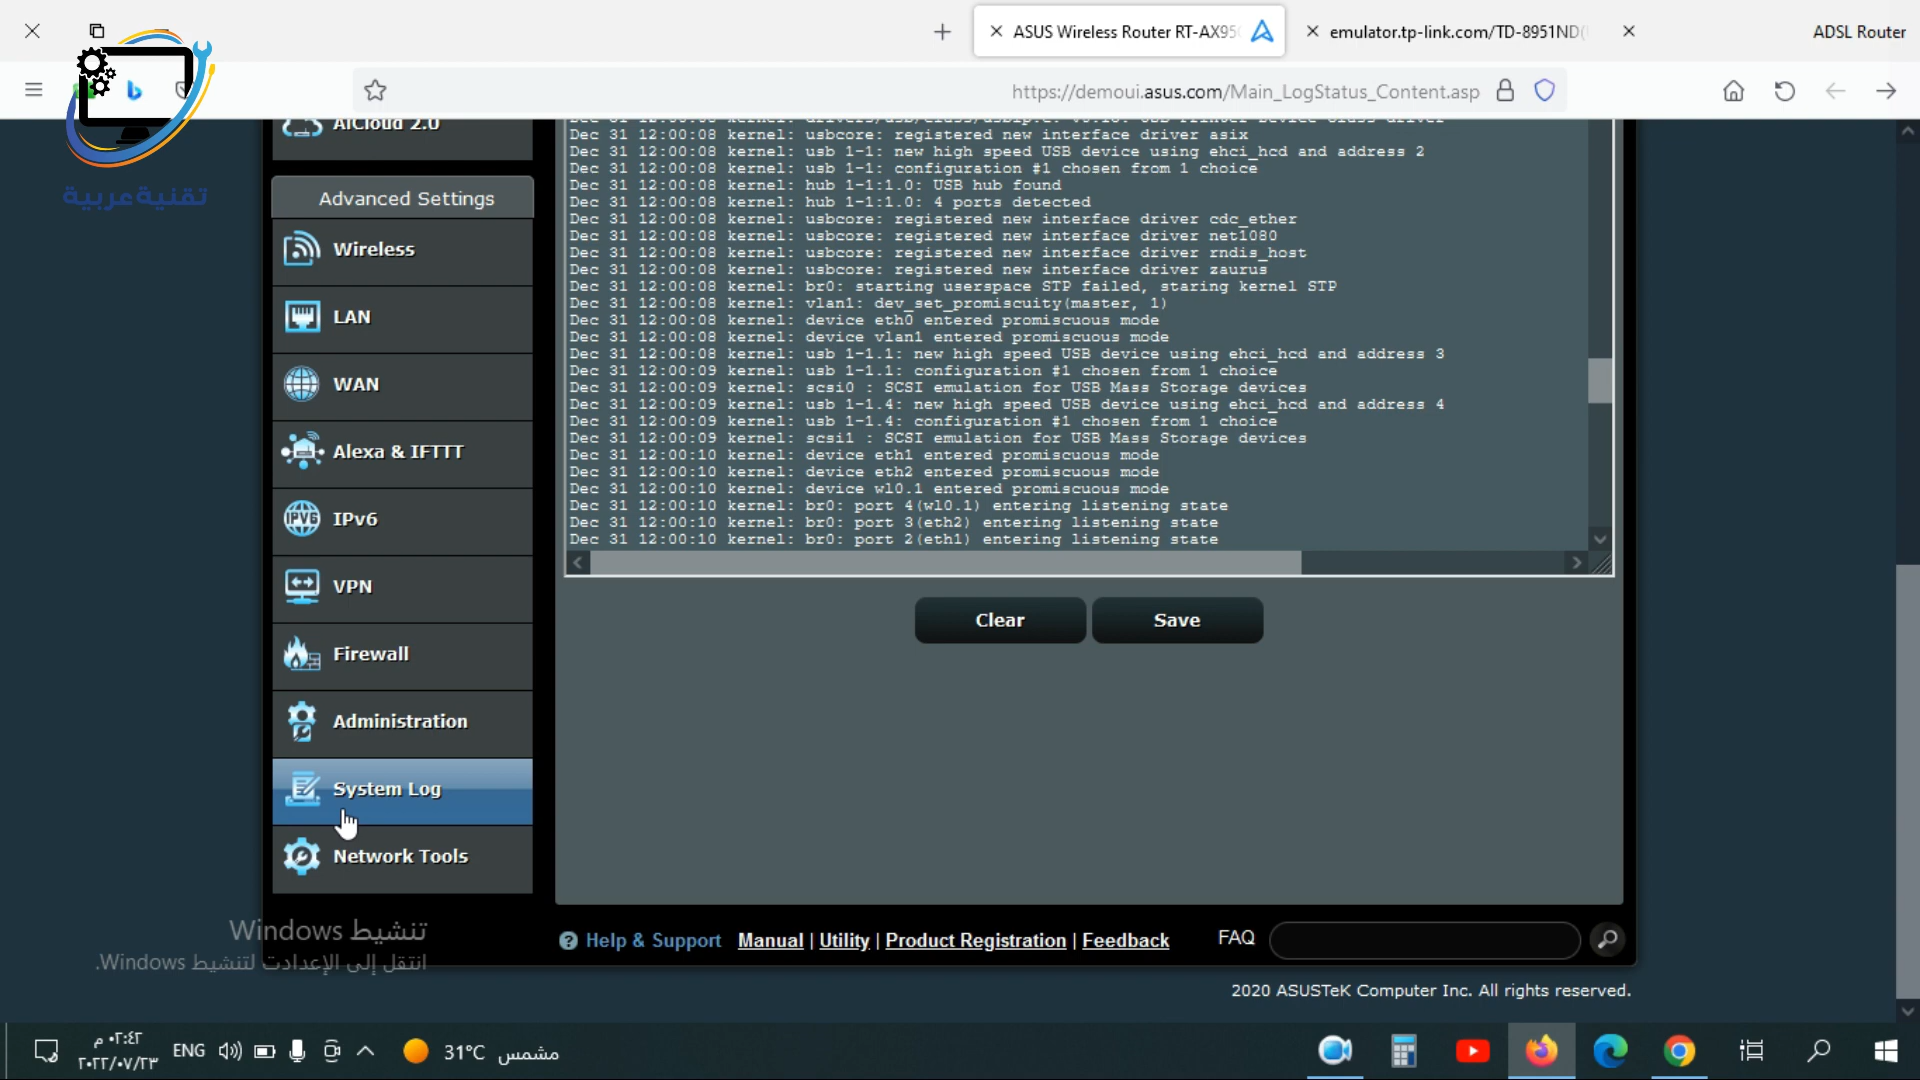 ASUS Wireless Router RT-AX95
emulator.tp-link.com/TD-8951ND(
ADSL Router
https://demoui.asus.com/Main_LogStatus_Content.asp
تقنية عربية
AiCloud 2.0
Advanced Settings
Wireless
LAN
WAN
Alexa & IFTTT
IPv6
VPN
Firewall
Administration
System Log
Network Tools
Dec 31 12:00:08 kernel: usbcore: registered new interface driver asix
Dec 31 12:00:08 kernel: usb 1-1: new high speed USB device using ehci_hcd and address 2
Dec 31 12:00:08 kernel: usb 1-1: configuration #1 chosen from 1 choice
Dec 31 12:00:08 kernel: hub 1-1:1.0: USB hub found
Dec 31 12:00:08 kernel: hub 1-1:1.0: 4 ports detected
Dec 31 12:00:08 kernel: usbcore: registered new interface driver cdc_ether
Dec 31 12:00:08 kernel: usbcore: registered new interface driver net1080
Dec 31 12:00:08 kernel: usbcore: registered new interface driver rndis_host
Dec 31 12:00:08 kernel: usbcore: registered new interface driver zaurus
Dec 31 12:00:08 kernel: br0: starting userspace STP failed, staring kernel STP
Dec 31 12:00:08 kernel: vlan1: dev_set_promiscuity(master, 1)
Dec 31 12:00:08 kernel: device eth0 entered promiscuous mode
Dec 31 12:00:08 kernel: device vlan1 entered promiscuous mode
Dec 31 12:00:08 kernel: usb 1-1.1: new high speed USB device using ehci_hcd and address 3
Dec 31 12:00:09 kernel: usb 1-1.1: configuration #1 chosen from 1 choice
Dec 31 12:00:09 kernel: scsi0 : SCSI emulation for USB Mass Storage devices
Dec 31 12:00:09 kernel: usb 1-1.4: new high speed USB device using ehci_hcd and address 4
Dec 31 12:00:09 kernel: usb 1-1.4: configuration #1 chosen from 1 choice
Dec 31 12:00:09 kernel: scsi1 : SCSI emulation for USB Mass Storage devices
Dec 31 12:00:10 kernel: device eth1 entered promiscuous mode
Dec 31 12:00:10 kernel: device eth2 entered promiscuous mode
Dec 31 12:00:10 kernel: device wl0.1 entered promiscuous mode
Dec 31 12:00:10 kernel: br0: port 4(wl0.1) entering listening state
Dec 31 12:00:10 kernel: br0: port 3(eth2) entering listening state
Dec 31 12:00:10 kernel: br0: port 2(eth1) entering listening state
Clear
Save
تنشيط Windows
انتقل إلى الإعدادت لتنشيط Windows.
Help & Support Manual | Utility | Product Registration | Feedback
FAQ
2020 ASUSTeK Computer Inc. All rights reserved.
٠٢:٤٢ م
٢٠٢٢/٠٧/٢٣
ENG
31°C مشمس